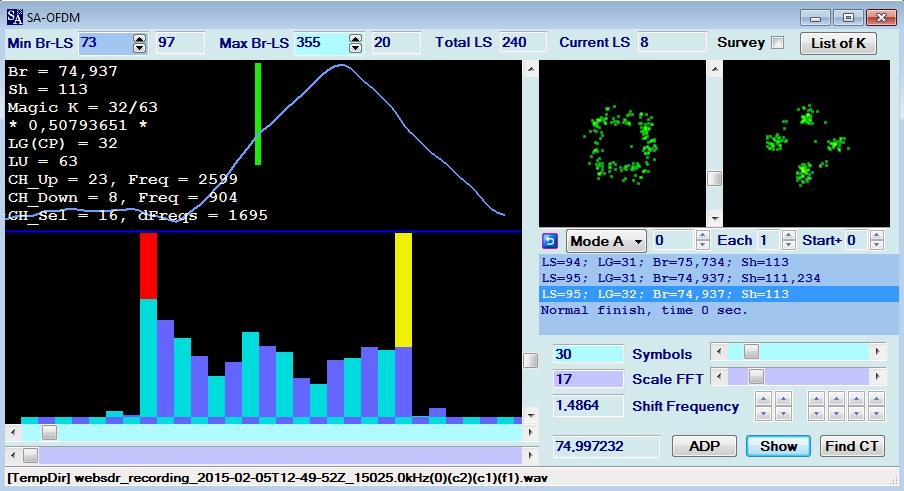 SA SA-OFDM
Min Br-LS 73 97 Max Br-LS 355 20 Total LS 240 Current LS 8 Survey List of K
Br = 74,937
Sh = 113
Magic K = 32/63
* 0,50793651 *
LG(CP) = 32
LU = 63
CH_Up = 23, Freq = 2599
CH_Down = 8, Freq = 904
CH_Sel = 16, dFreqs = 1695
Mode A 0 Each 1 Start+ 0
LS=94; LG=31; Br=75,734; Sh=113
LS=95; LG=31; Br=74,937; Sh=111,234
LS=95; LG=32; Br=74,937; Sh=113
Normal finish, time 0 sec.
30 Symbols
17 Scale FFT
1.4864 Shift Frequency
74,997232 ADP Show Find CT
[TempDir] websdr_recording_2015-02-05T12-49-52Z_15025.0kHz(0)(c2)(c1)(f1).wav